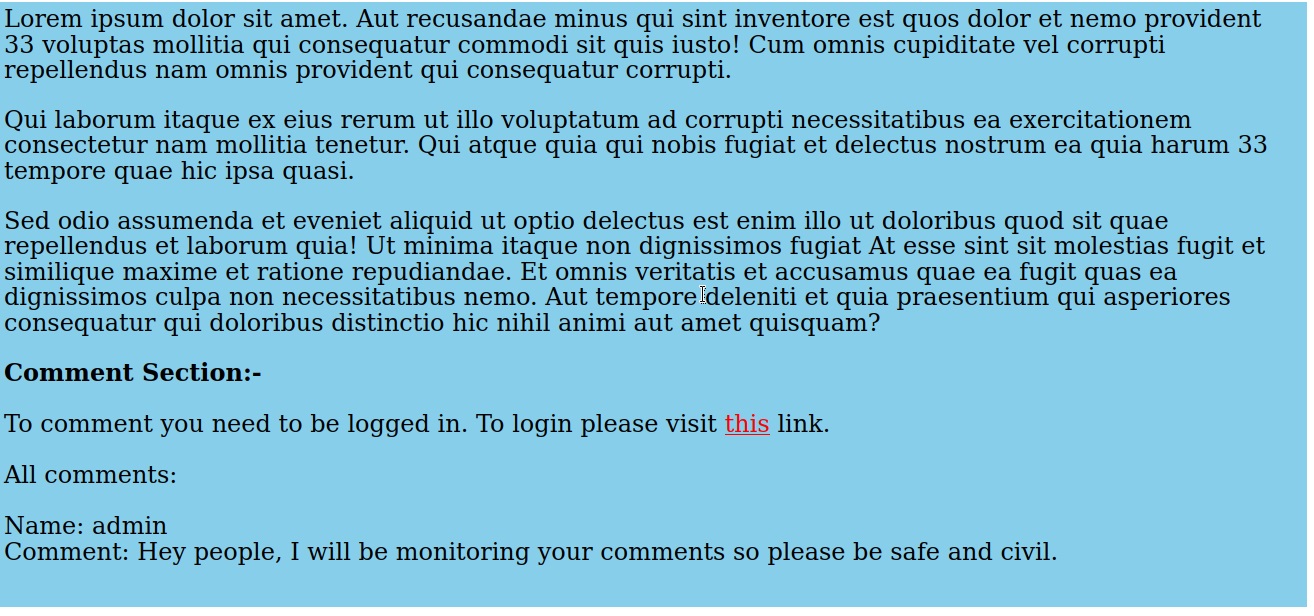 Lorem ipsum dolor sit amet. Aut recusandae minus qui sint inventore est quos dolor et nemo provident
33 voluptas mollitia qui consequatur commodi sit quis iusto! Cum omnis cupiditate vel corrupti
repellendus nam omnis provident qui consequatur corrupti.
Qui laborum itaque ex eius rerum ut illo voluptatum ad corrupti necessitatibus ea exercitationem
consectetur nam mollitia tenetur. Qui atque quia qui nobis fugiat et delectus nostrum ea quia harum 33
tempore quae hic ipsa quasi.
Sed odio assumenda et eveniet aliquid ut optio delectus est enim illo ut doloribus quod sit quae
repellendus et laborum quia! Ut minima itaque non dignissimos fugiat At esse sint sit molestias fugit et
similique maxime et ratione repudiandae. Et omnis veritatis et accusamus quae ea fugit quas ea
dignissimos culpa non necessitatibus nemo. Aut tempore deleniti et quia praesentium qui asperiores
consequatur qui doloribus distinctio hic nihil animi aut amet quisquam?
Comment Section:-
To comment you need to be logged in. To login please visit this link.
All comments:
Name: admin
Comment: Hey people, I will be monitoring your comments so please be safe and civil.